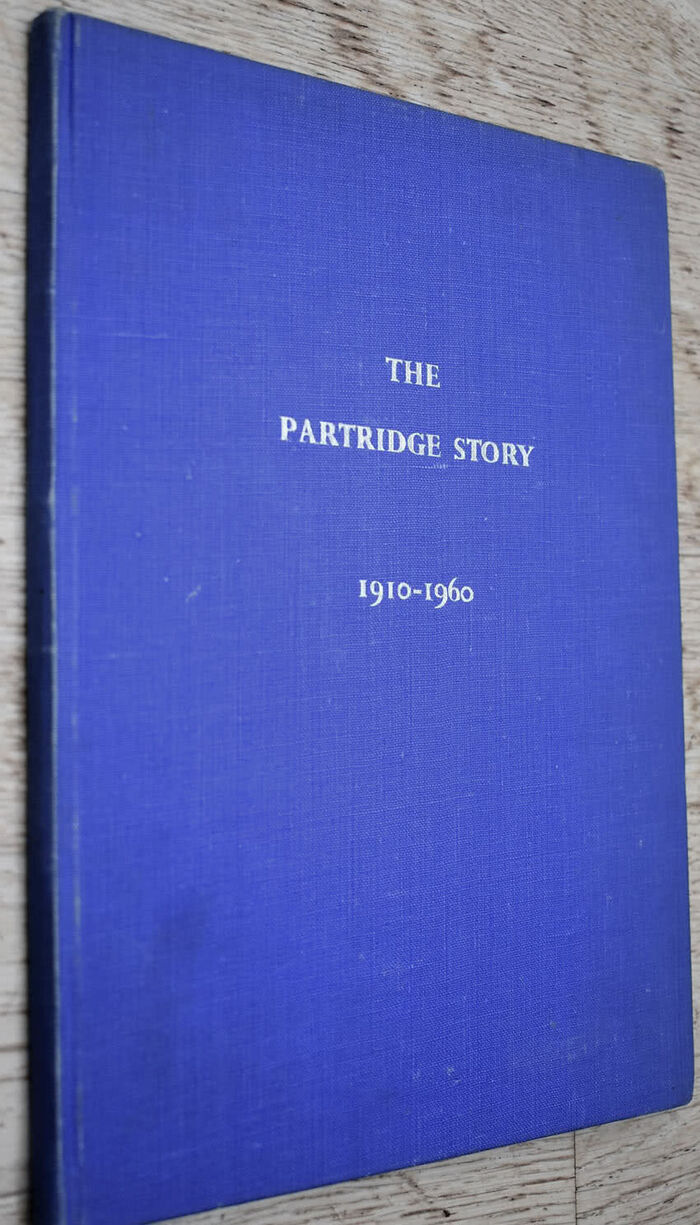 THE
PARTRIDGE STORY
1910-1960